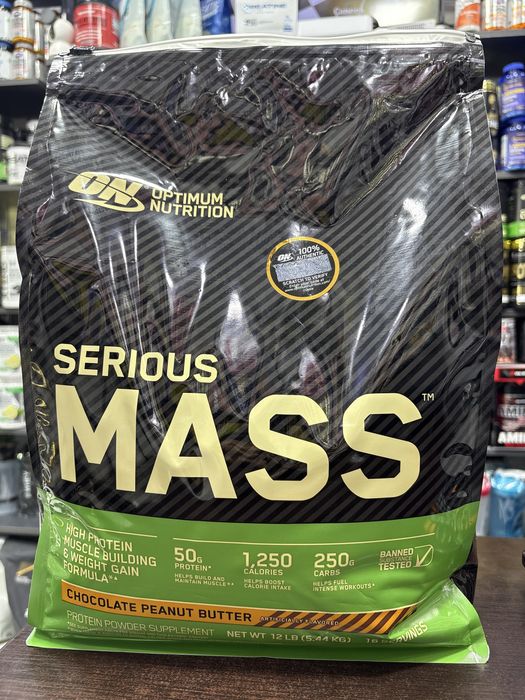 ON
OPTIMUM
NUTRITION
ON 100%
AUTHENTIC
SCRATCH TO VERIFY
SERIOUS
MASS™
HIGH PROTEIN
MUSCLE BUILDING
& WEIGHT GAIN
FORMULA
50G
PROTEIN*
HELPS BUILD AND
MAINTAIN MUSCLE
1,250
CALORIES
HELPS BOOST
CALORIE INTAKE
250G
CARBS
HELPS FUEL
INTENSE WORKOUTS
BANNED
SUBSTANCE
TESTED
CHOCOLATE PEANUT BUTTER ARTIFICIALLY FLAVORED
PROTEIN POWDER SUPPLEMENT
NET WT 12 LB (5.44 KG)
16 SERVINGS